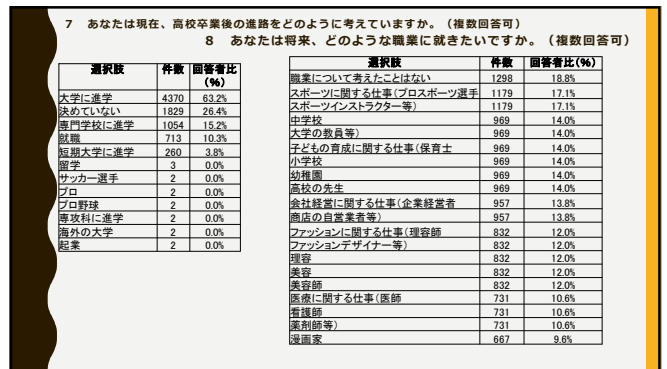 7 あなたは現在、高校卒業後の進路をどのように考えていますか。(複数回答可)
8 あなたは将来、どのような職業に就きたいですか。(複数回答可)
選択肢 件数 回答者比(%)
大学に進学 4370 63.2%
決めていない 1829 26.4%
専門学校に進学 1054 15.2%
就職 713 10.3%
短期大学に進学 260 3.8%
留学 3 0.0%
サッカー選手 2 0.0%
プロ 2 0.0%
プロ野球 2 0.0%
専攻科に進学 2 0.0%
海外の大学 2 0.0%
起業 2 0.0%
選択肢 件数 回答者比(%)
職業について考えたことはない 1298 18.8%
スポーツに関する仕事(プロスポーツ選手 1179 17.1%
スポーツインストラクター等) 1179 17.1%
中学校 969 14.0%
大学の教員等) 969 14.0%
子どもの育成に関する仕事(保育士 969 14.0%
小学校 969 14.0%
幼稚園 969 14.0%
高校の先生 969 14.0%
会社経営に関する仕事(企業経営者 957 13.8%
商店の自営業者等) 957 13.8%
ファッションに関する仕事(理容師 832 12.0%
ファッションデザイナー等) 832 12.0%
理容 832 12.0%
美容 832 12.0%
美容師 832 12.0%
医療に関する仕事(医師 731 10.6%
看護師 731 10.6%
薬剤師等) 731 10.6%
漫画家 667 9.6%